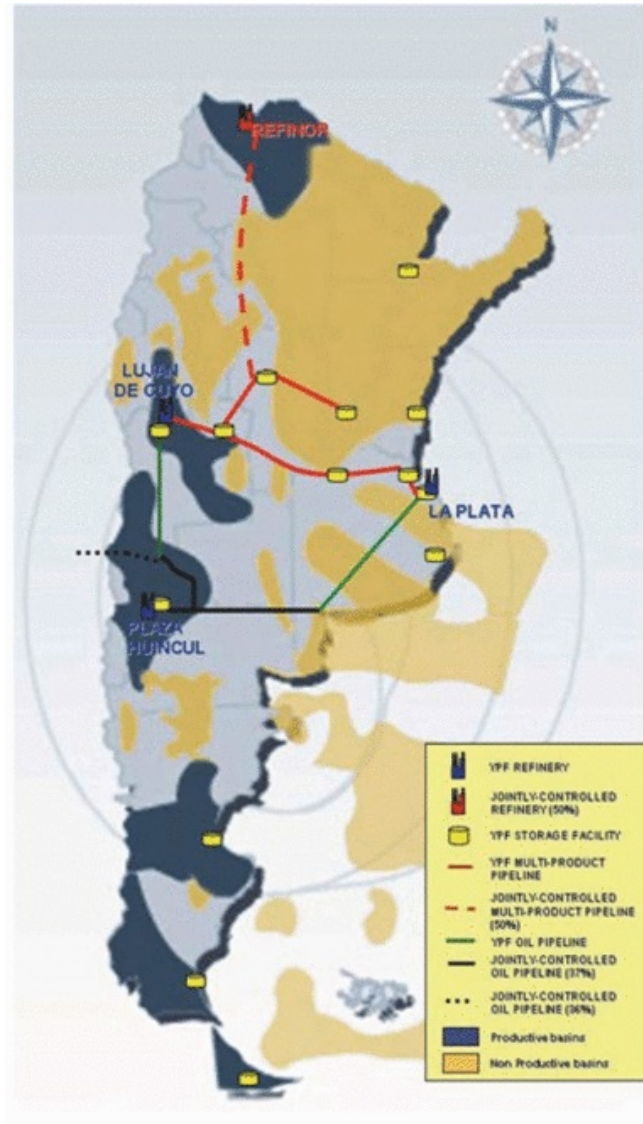 N
REFINOR
LUJAN
DE CUYO
LA PLATA
PLAZA
HUINCUL
YPF REFINERY
JOINTLY-CONTROLLED
REFINERY (50%)
YPF STORAGE FACILITY
YPF MULTI-PRODUCT
PIPELINE
JOINTLY-CONTROLLED
MULTI-PRODUCT PIPELINE
(50%)
YPF OIL PIPELINE
JOINTLY-CONTROLLED
OIL PIPELINE (37%)
JOINTLY-CONTROLLED
OIL PIPELINE (36%)
Productive basins
Non Productive basins